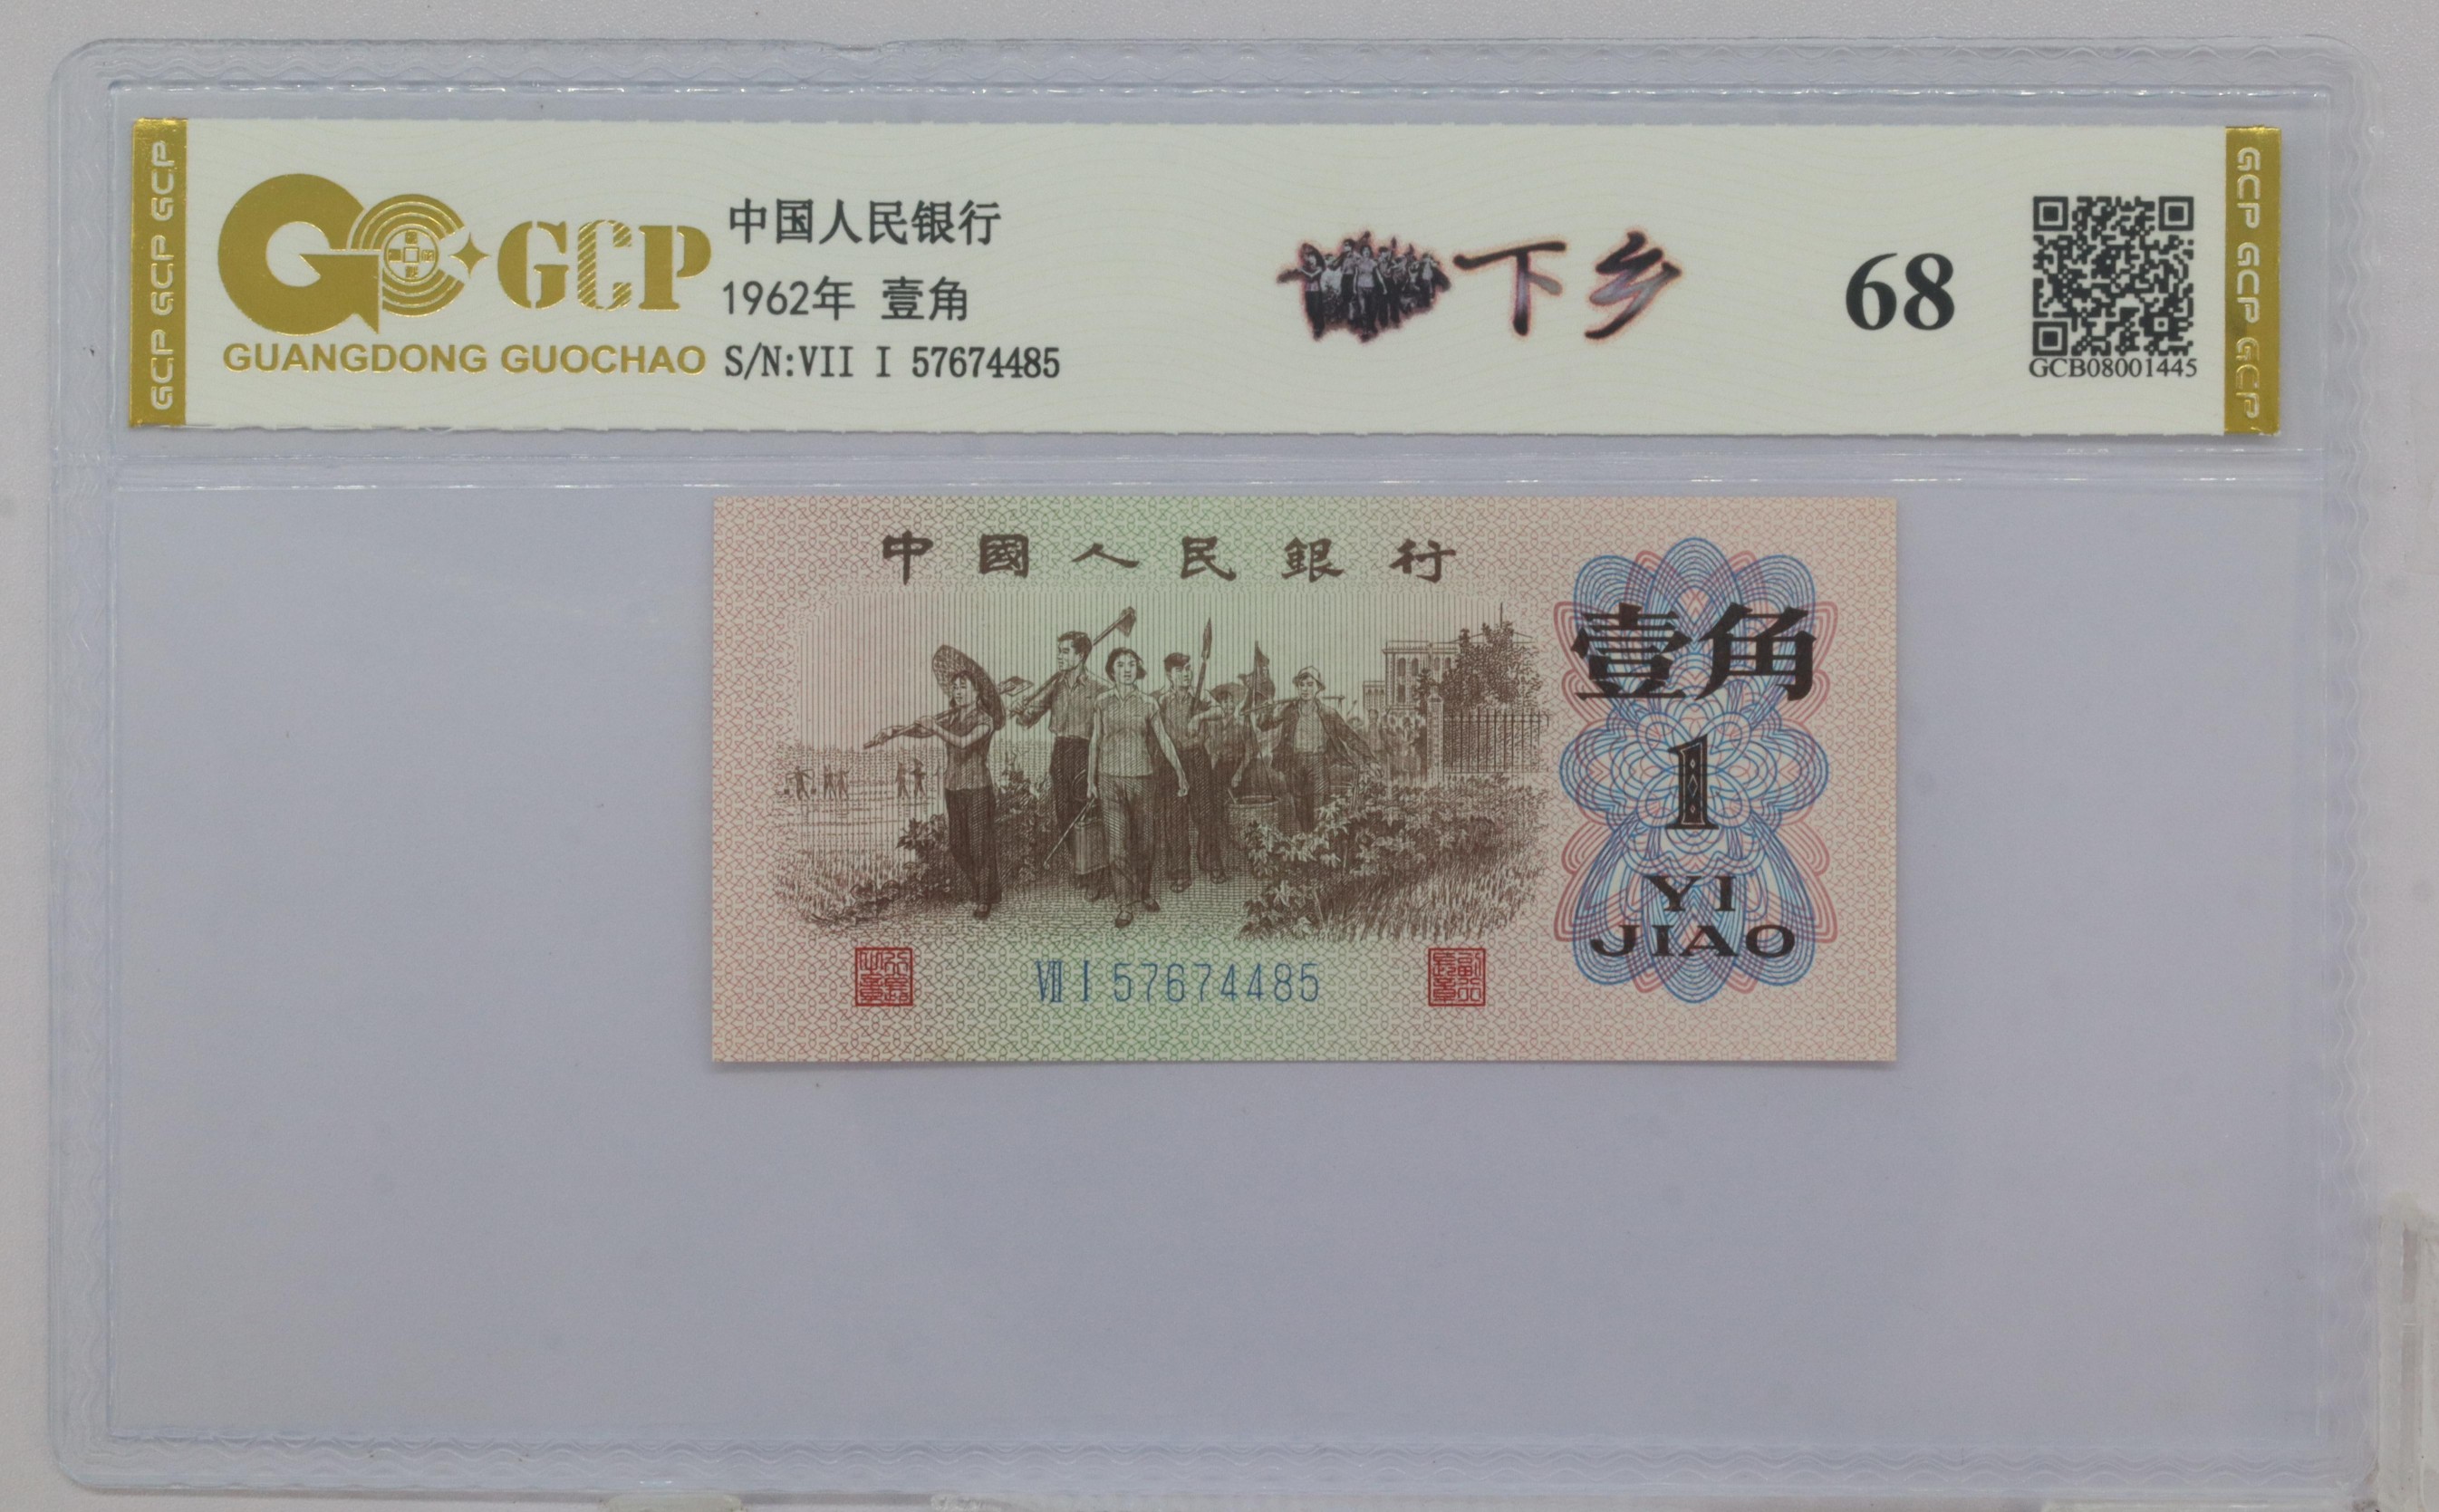 GCP GCP GCP
GCP
GUANGDONG GUOCHAO
中国人民银行
1962年 壹角
S/N:VII I 57674485
下乡
68
GCB08001445
GCP GCP GCP
中國人民銀行
壹角
1
YI
JIAO
VII I 57674485